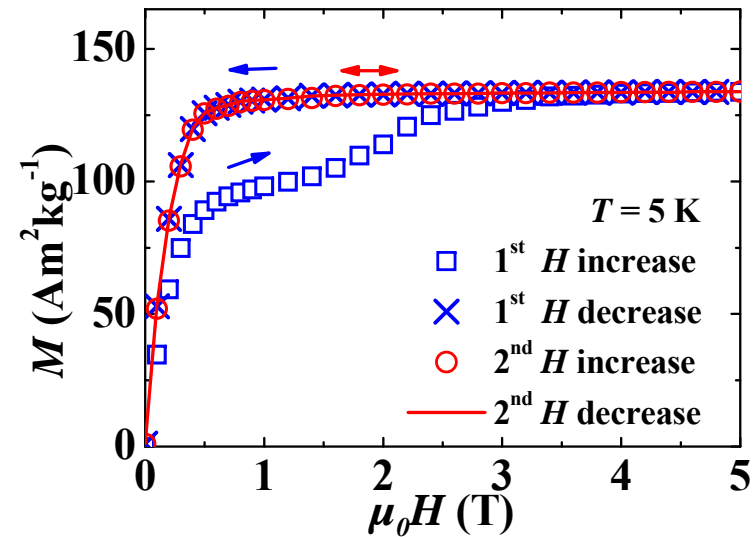 150
100
50
0
M (Am²kg⁻¹)
T = 5 K
1ˢᵗ H increase
1ˢᵗ H decrease
2ⁿᵈ H increase
2ⁿᵈ H decrease
0 1 2 3 4 5
μ₀H (T)